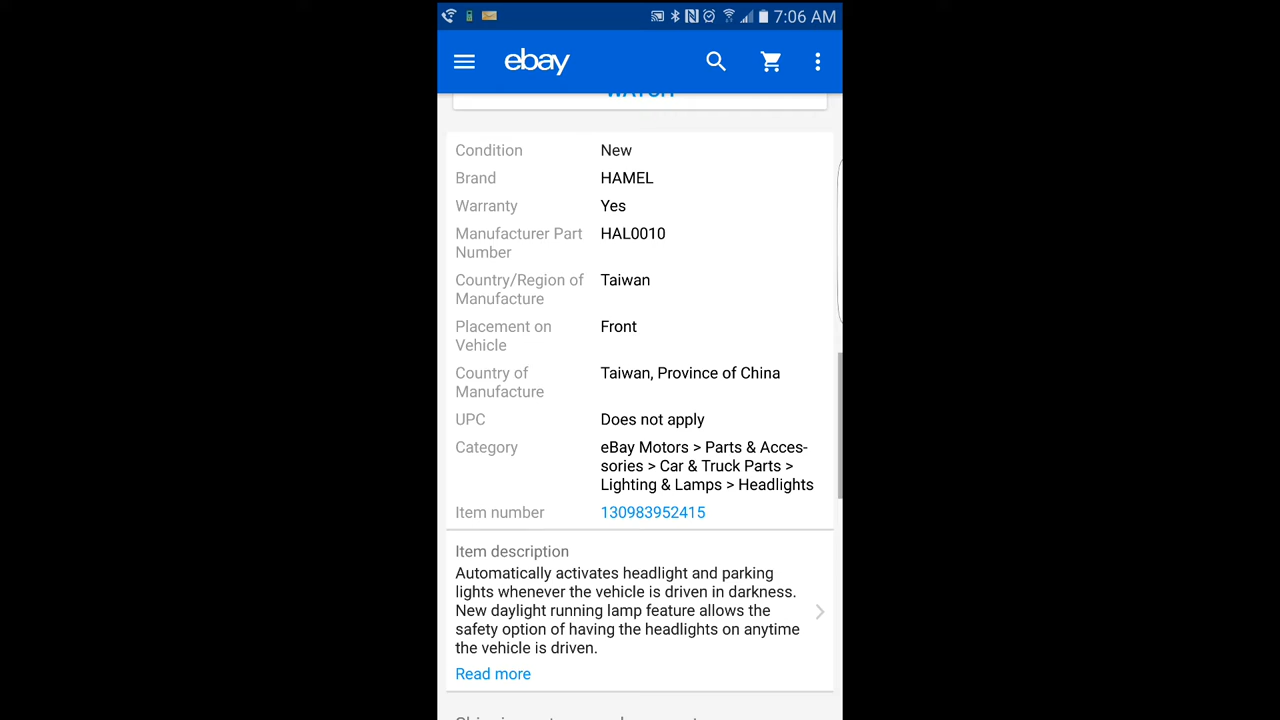 7:06 AM
ebay
WATCH
Condition New
Brand HAMEL
Warranty Yes
Manufacturer Part HAL0010
Number
Country/Region of Taiwan
Manufacture
Placement on Front
Vehicle
Country of Taiwan, Province of China
Manufacture
UPC Does not apply
Category eBay Motors > Parts & Acces-
sories > Car & Truck Parts >
Lighting & Lamps > Headlights
Item number 130983952415
Item description
Automatically activates headlight and parking
lights whenever the vehicle is driven in darkness.
New daylight running lamp feature allows the
safety option of having the headlights on anytime
the vehicle is driven.
Read more